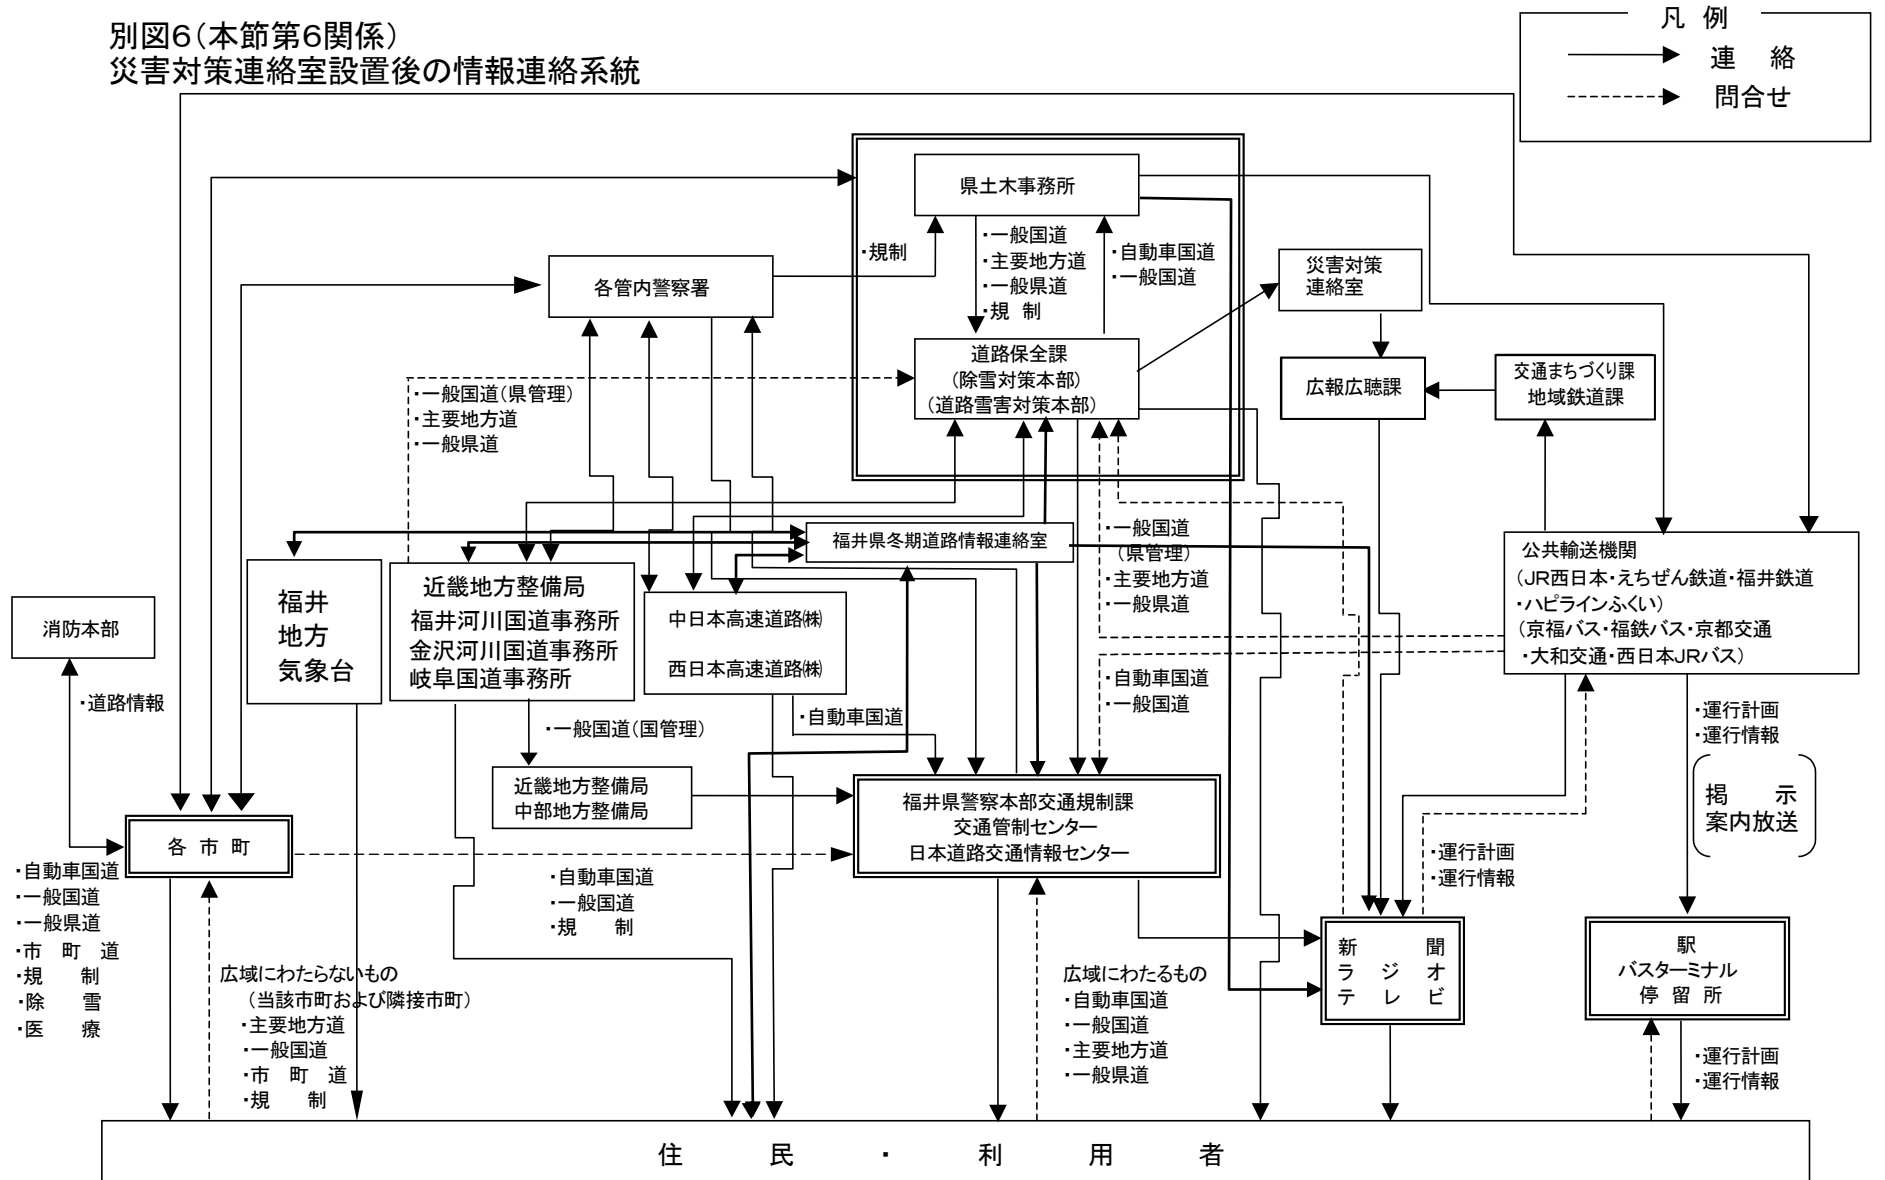 別図6(本節第6関係)
災害対策連絡室設置後の情報連絡系統
凡 例
連 絡
問合せ
県土木事務所
・規制
・一般国道
・主要地方道
・一般県道
・規 制
・自動車国道
・一般国道
各管内警察署
災害対策
連絡室
道路保全課
(除雪対策本部)
(道路雪害対策本部)
広報広聴課
交通まちづくり課
地域鉄道課
・一般国道(県管理)
・主要地方道
・一般県道
福井県冬期道路情報連絡室
・一般国道
(県管理)
・主要地方道
・一般県道
公共輸送機関
(JR西日本・えちぜん鉄道・福井鉄道
・ハピラインふくい)
(京福バス・福鉄バス・京都交通
・大和交通・西日本JRバス)
福井
地方
気象台
近畿地方整備局
福井河川国道事務所
金沢河川国道事務所
岐阜国道事務所
中日本高速道路㈱
西日本高速道路㈱
消防本部
・道路情報
・自動車国道
・一般国道
・一般国道(国管理)
・自動車国道
・運行計画
・運行情報
掲 示
案内放送
近畿地方整備局
中部地方整備局
福井県警察本部交通規制課
交通管制センター
日本道路交通情報センター
各 市 町
・自動車国道
・一般国道
・一般県道
・市 町 道
・規 制
・除 雪
・医 療
・自動車国道
・一般国道
・規 制
・運行計画
・運行情報
新 聞
ラ ジ オ
テ レ ビ
駅
バスターミナル
停 留 所
広域にわたらないもの
(当該市町および隣接市町)
・主要地方道
・一般国道
・市 町 道
・規 制
広域にわたるもの
・自動車国道
・一般国道
・主要地方道
・一般県道
・運行計画
・運行情報
住 民 ・ 利 用 者